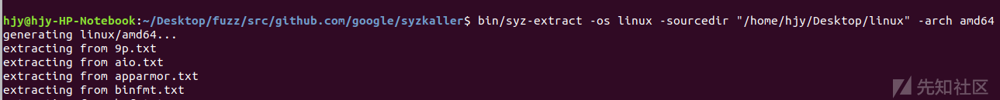 hjy@hjy-HP-Notebook:~/Desktop/fuzz/src/github.com/google/syzkaller$ bin/syz-extract -os linux -sourcedir "/home/hjy/Desktop/linux" -arch amd64
generating linux/amd64...
extracting from 9p.txt
extracting from aio.txt
extracting from apparmor.txt
extracting from binfmt.txt
先知社区